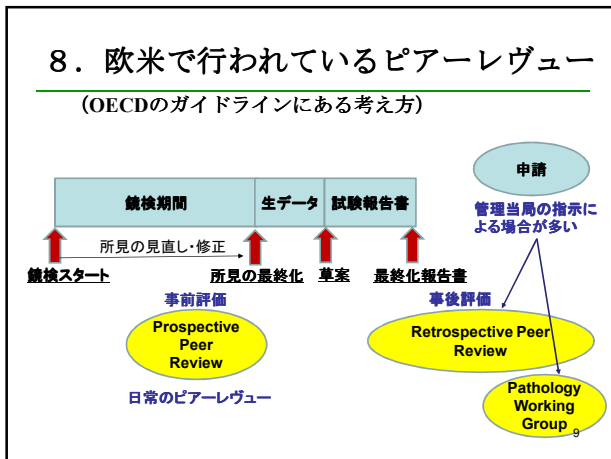 ８．欧米で行われているピアーレヴュー
（OECDのガイドラインにある考え方）
申請
鏡検期間
生データ
試験報告書
管理当局の指示に
よる場合が多い
所見の見直し・修正
鏡検スタート
所見の最終化
草案
最終化報告書
事前評価
事後評価
Prospective
Peer
Review
Retrospective Peer
Review
日常のピアーレヴュー
Pathology
Working
Group
9